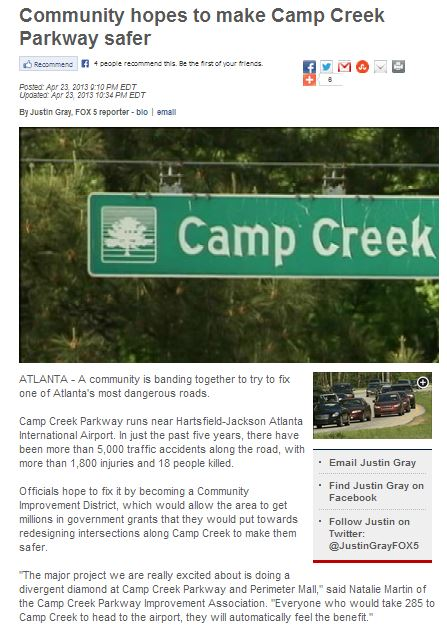 Community hopes to make Camp Creek
Parkway safer
Recommend
4 people recommend this. Be the first of your friends.
6
Posted: Apr 23, 2013 9:10 PM EDT
Updated: Apr 23, 2013 10:34 PM EDT
By Justin Gray, FOX 5 reporter - bio | email
Camp Creek
ATLANTA - A community is banding together to try to fix
one of Atlanta's most dangerous roads.
Camp Creek Parkway runs near Hartsfield-Jackson Atlanta
International Airport. In just the past five years, there have
been more than 5,000 traffic accidents along the road, with
more than 1,800 injuries and 18 people killed.
Officials hope to fix it by becoming a Community
Improvement District, which would allow the area to get
millions in government grants that they would put towards
redesigning intersections along Camp Creek to make them
safer.
"The major project we are really excited about is doing a
divergent diamond at Camp Creek Parkway and Perimeter Mall," said Natalie Martin of
the Camp Creek Parkway Improvement Association. "Everyone who would take 285 to
Camp Creek to head to the airport, they will automatically feel the benefit."
· Email Justin Gray
· Find Justin Gray on
Facebook
· Follow Justin on
Twitter:
@JustinGrayFOX5